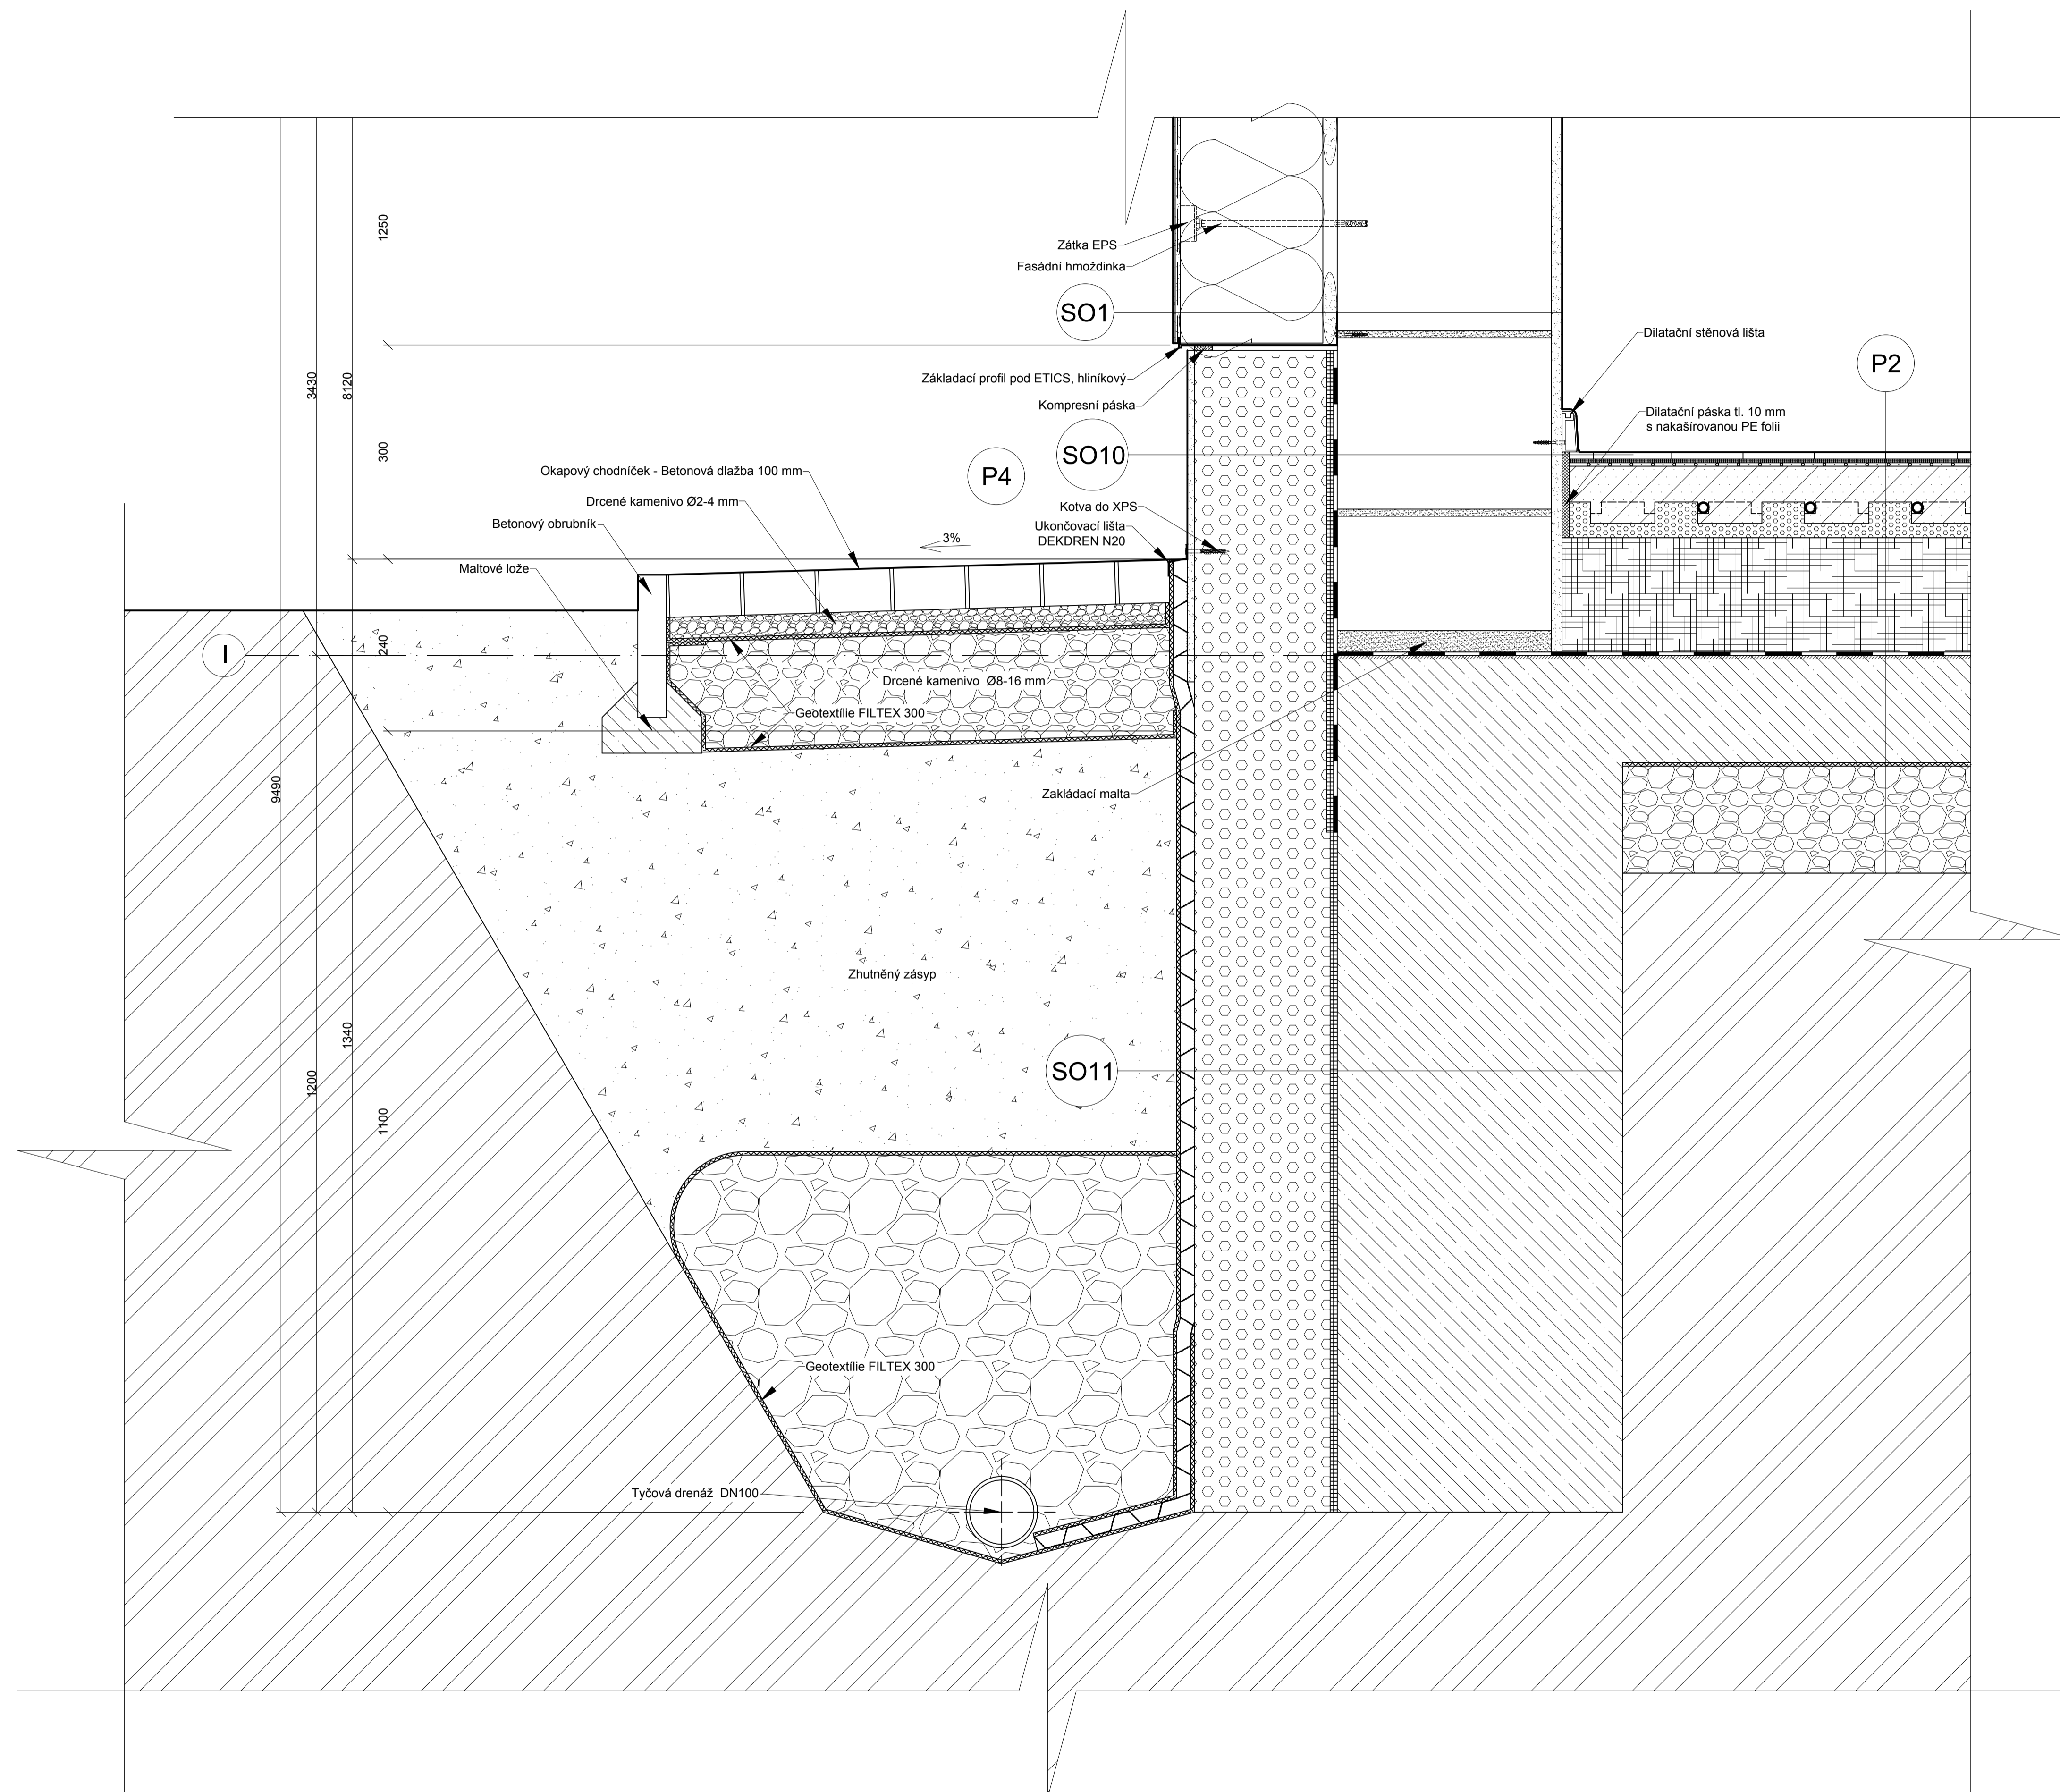 1250
Zátka EPS
Fasádní hmoždinka
SO1
Dilatační stěnová lišta
P2
3430
8120
Základací profil pod ETICS, hliníkový
Kompresní páska
Dilatační páska tl. 10 mm
s nakašírovanou PE folii
300
SO10
Okapový chodníček - Betonová dlažba 100 mm
P4
Drcené kamenivo Ø2-4 mm
Kotva do XPS
Betonový obrubník
Ukončovací lišta
DEKDREN N20
3%
Maltové lože
240
I
Drcené kamenivo Ø8-16 mm
Geotextílie FILTEX 300
9490
Zakládací malta
Zhutněný zásyp
1340
1200
SO11
1100
Geotextílie FILTEX 300
Tyčová drenáž DN100